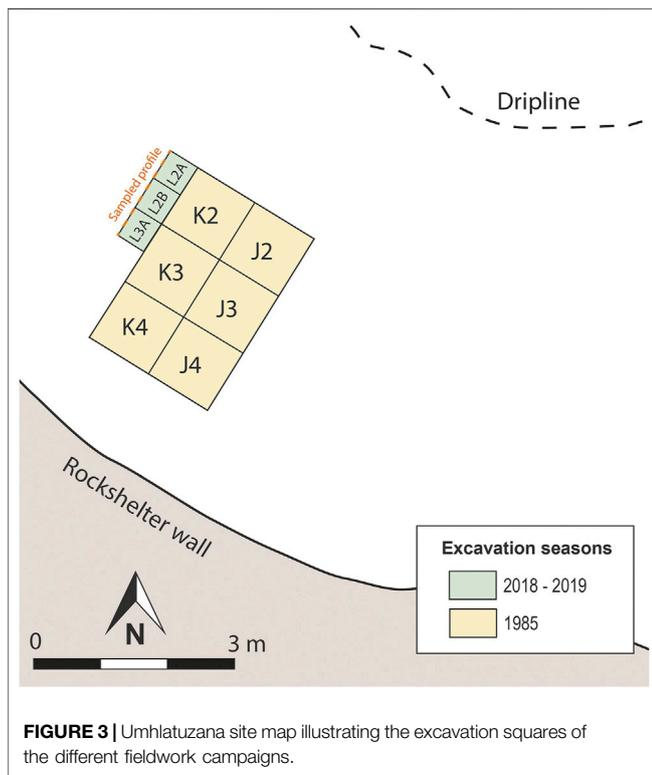 Dripline
Sampled profile
L2A
L2B
L3A
K2
J2
K3
J3
K4
J4
Rockshelter wall
Excavation seasons
2018 - 2019
1985
N
0 3 m
FIGURE 3 | Umhlatuzana site map illustrating the excavation squares of
the different fieldwork campaigns.